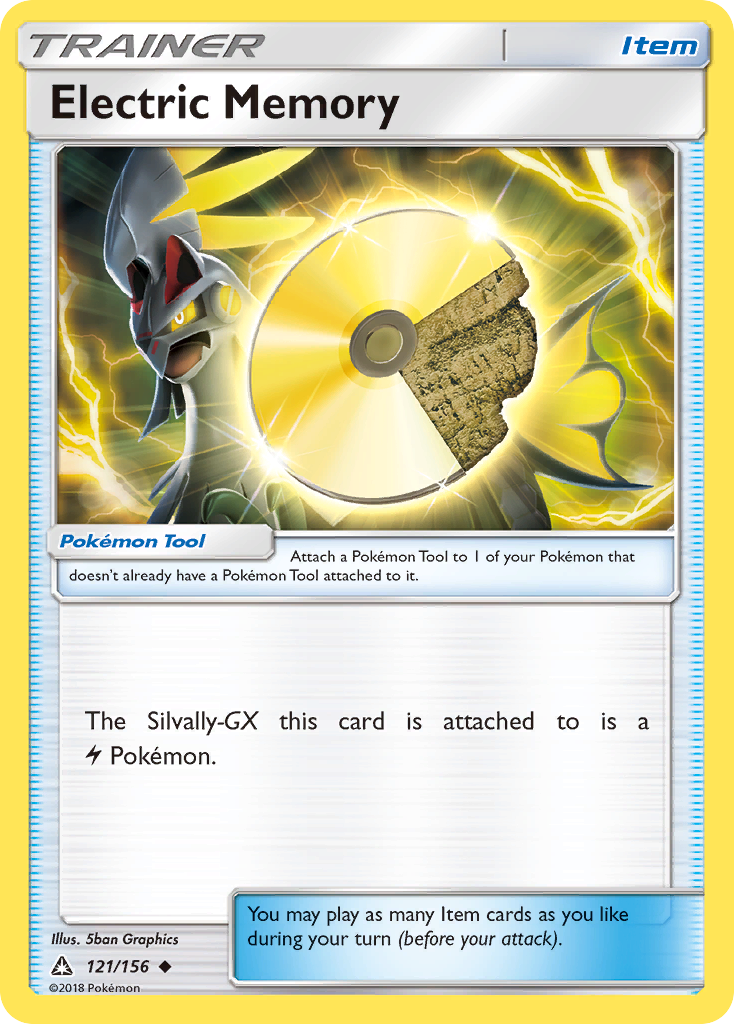 TRAINER
Item
Electric Memory
Pokémon Tool
Attach a Pokémon Tool to 1 of your Pokémon that
doesn't already have a Pokémon Tool attached to it.
The Silvally-GX this card is attached to is a
Pokémon.
You may play as many Item cards as you like
during your turn (before your attack).
Illus. 5ban Graphics
121/156
©2018 Pokémon